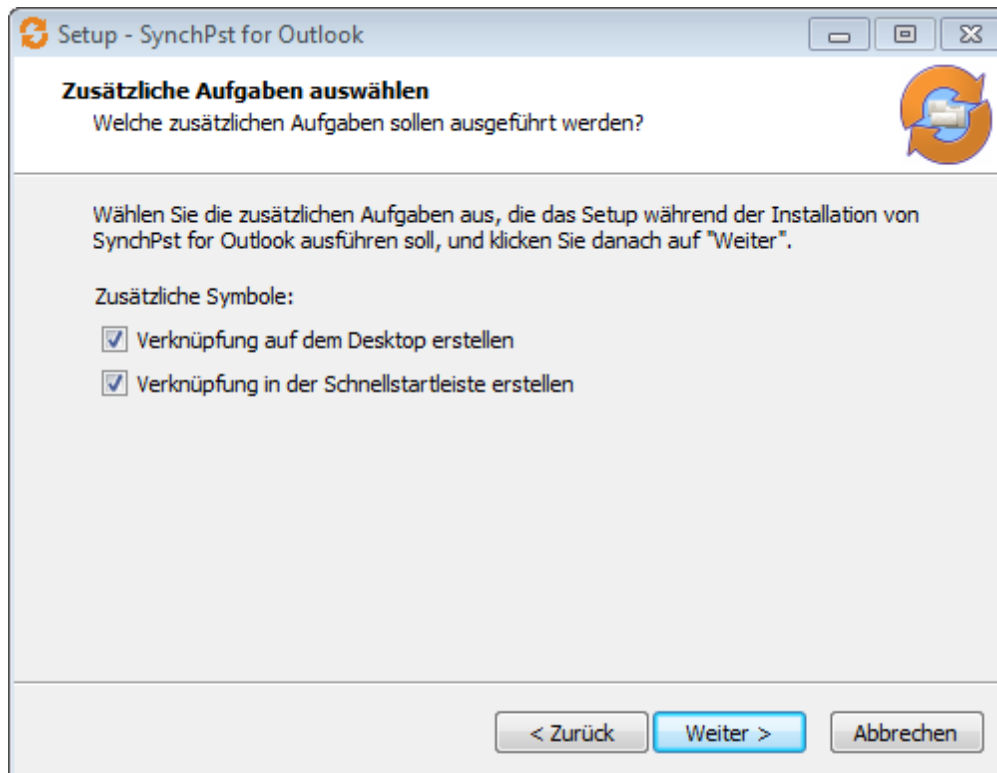 Setup - SynchPst for Outlook
Zusätzliche Aufgaben auswählen
Welche zusätzlichen Aufgaben sollen ausgeführt werden?
Wählen Sie die zusätzlichen Aufgaben aus, die das Setup während der Installation von
SynchPst for Outlook ausführen soll, und klicken Sie danach auf "Weiter".
Zusätzliche Symbole:
Verknüpfung auf dem Desktop erstellen
Verknüpfung in der Schnellstartleiste erstellen
< Zurück
Weiter >
Abbrechen